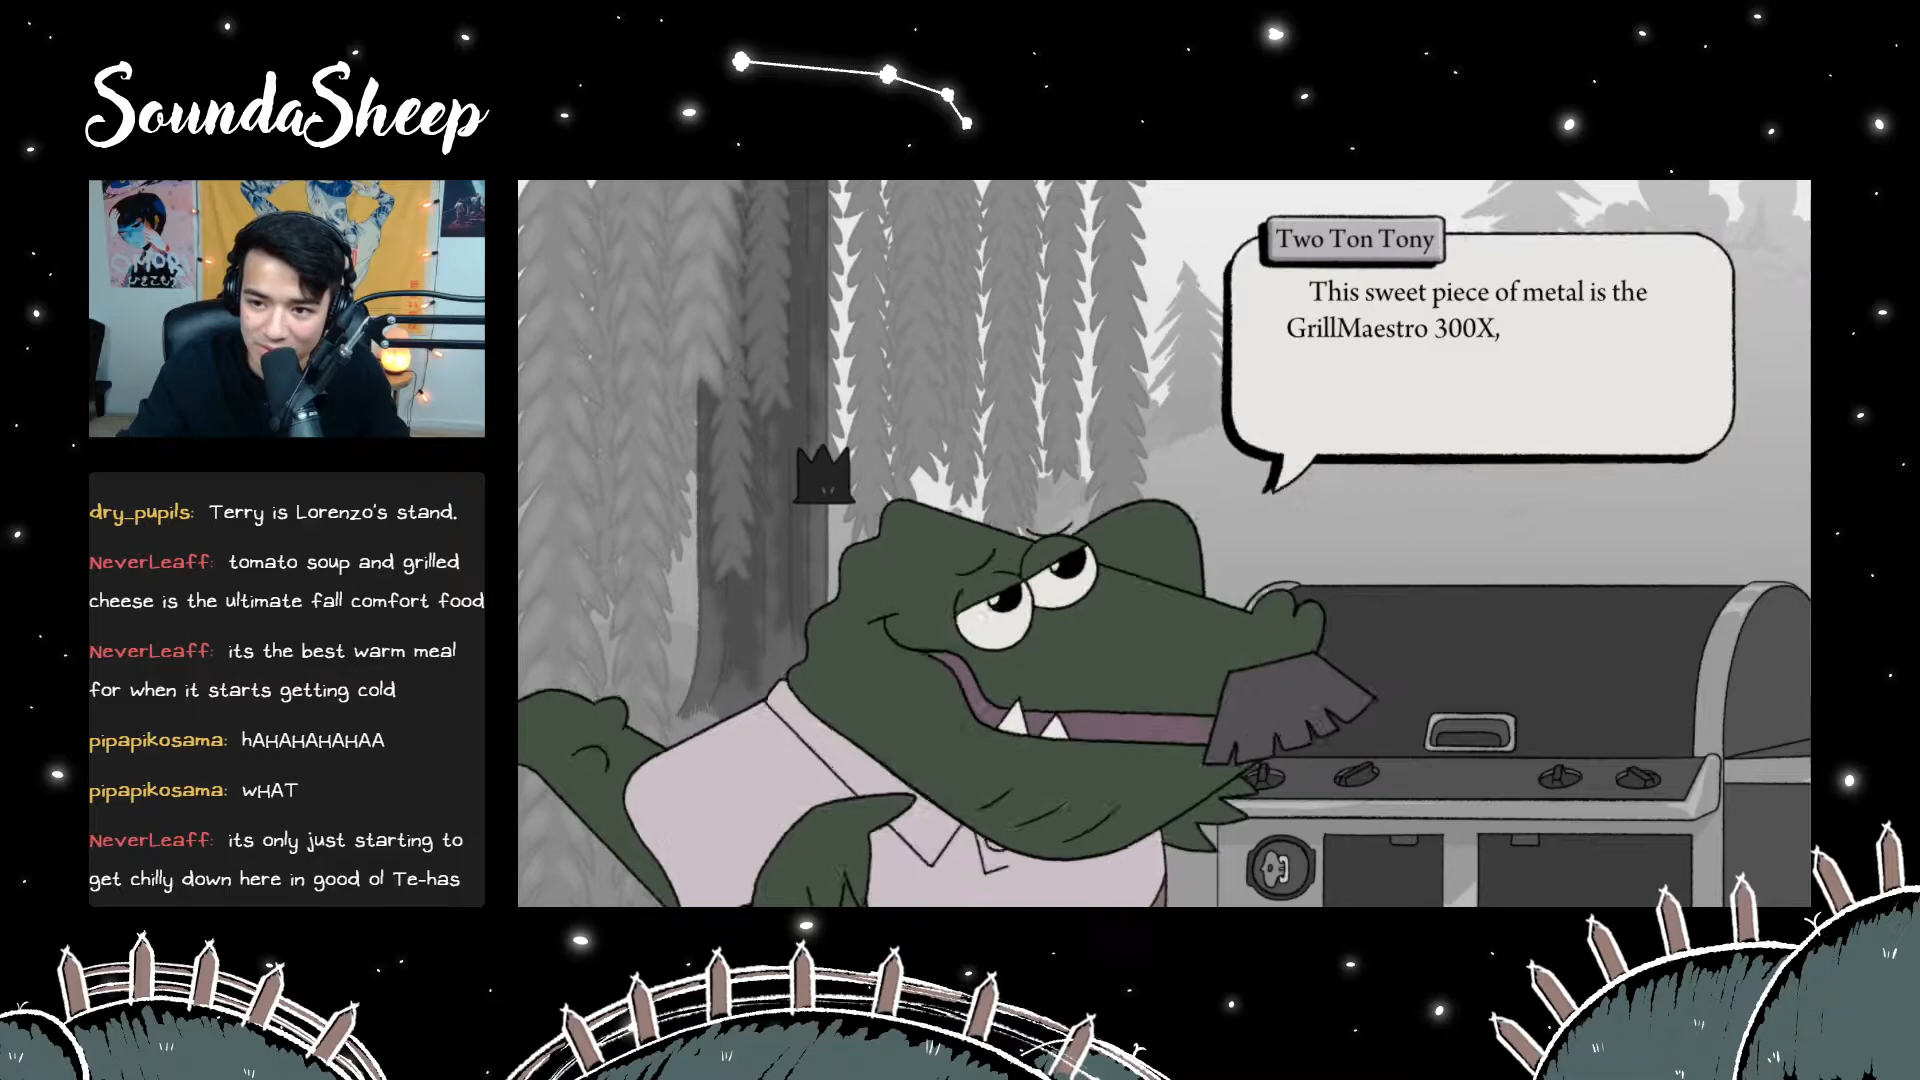 SoundaSheep
OMORI
Two Ton Tony
This sweet piece of metal is the
GrillMaestro 300X,
dry_pupils: Terry is Lorenzo's stand.
NeverLeaff: tomato soup and grilled
cheese is the ultimate fall comfort food
NeverLeaff: its the best warm meal
for when it starts getting cold
pipapikosama: hAHAHAHAHAA
pipapikosama: wHAT
NeverLeaff: its only just starting to
get chilly down here in good ol Te-has